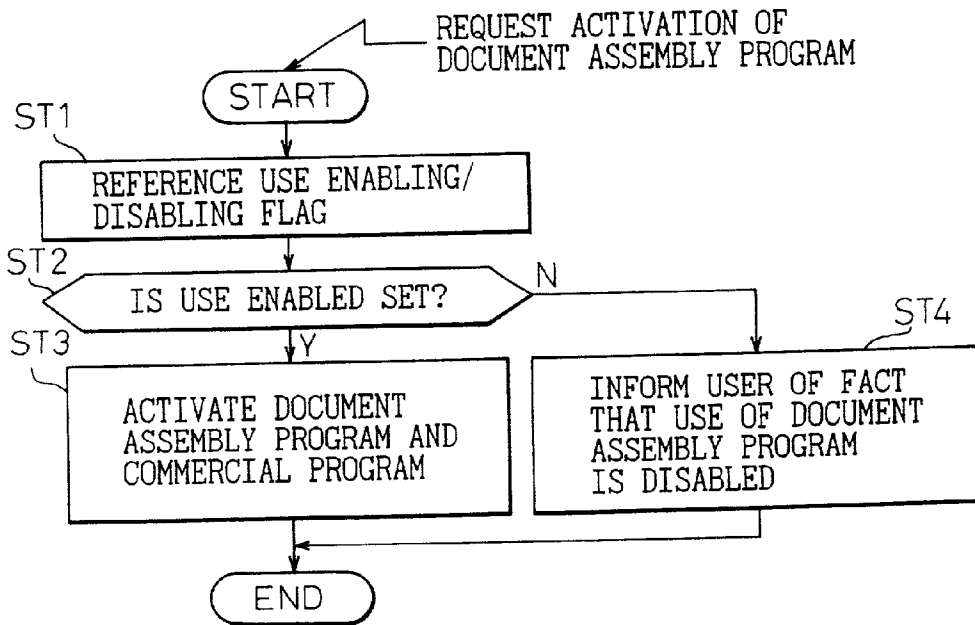 REQUEST ACTIVATION OF
DOCUMENT ASSEMBLY PROGRAM
START
ST1
REFERENCE USE ENABLING/
DISABLING FLAG
ST2
IS USE ENABLED SET?
N
Y
ST3
ACTIVATE DOCUMENT
ASSEMBLY PROGRAM AND
COMMERCIAL PROGRAM
ST4
INFORM USER OF FACT
THAT USE OF DOCUMENT
ASSEMBLY PROGRAM
IS DISABLED
END